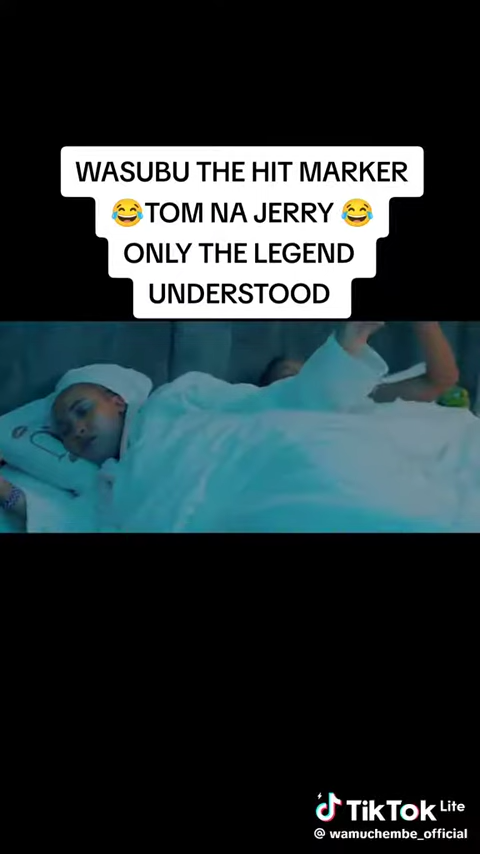 WASUBU THE HIT MARKER
😂TOM NA JERRY 😂
ONLY THE LEGEND
UNDERSTOOD
TikTok Lite
@ wamuchembe_official